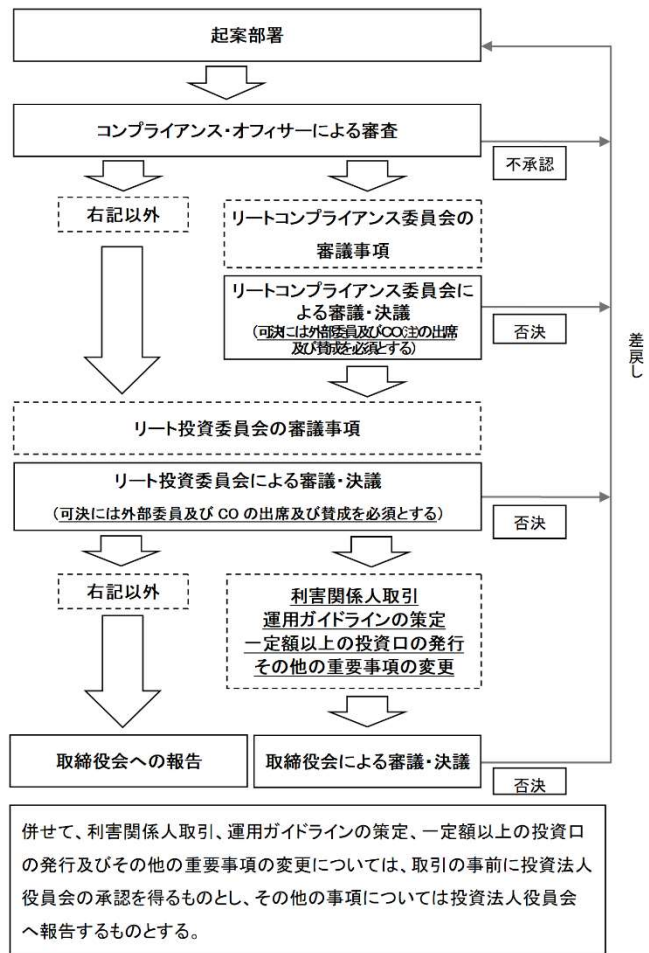 起案部署
コンプライアンス・オフィサーによる審査
不承認
右記以外
リートコンプライアンス委員会の
審議事項
リートコンプライアンス委員会に
よる審議・決議
(可決には外部委員及びCO(注)の出席
及び賛成を必須とする)
否決
差戻し
リート投資委員会の審議事項
リート投資委員会による審議・決議
(可決には外部委員及び CO の出席及び賛成を必須とする)
否決
右記以外
利害関係人取引
運用ガイドラインの策定
一定額以上の投資口の発行
その他の重要事項の変更
取締役会への報告
取締役会による審議・決議
否決
併せて、利害関係人取引、運用ガイドラインの策定、一定額以上の投資口
の発行及びその他の重要事項の変更については、取引の事前に投資法人
役員会の承認を得るものとし、その他の事項については投資法人役員会
へ報告するものとする。